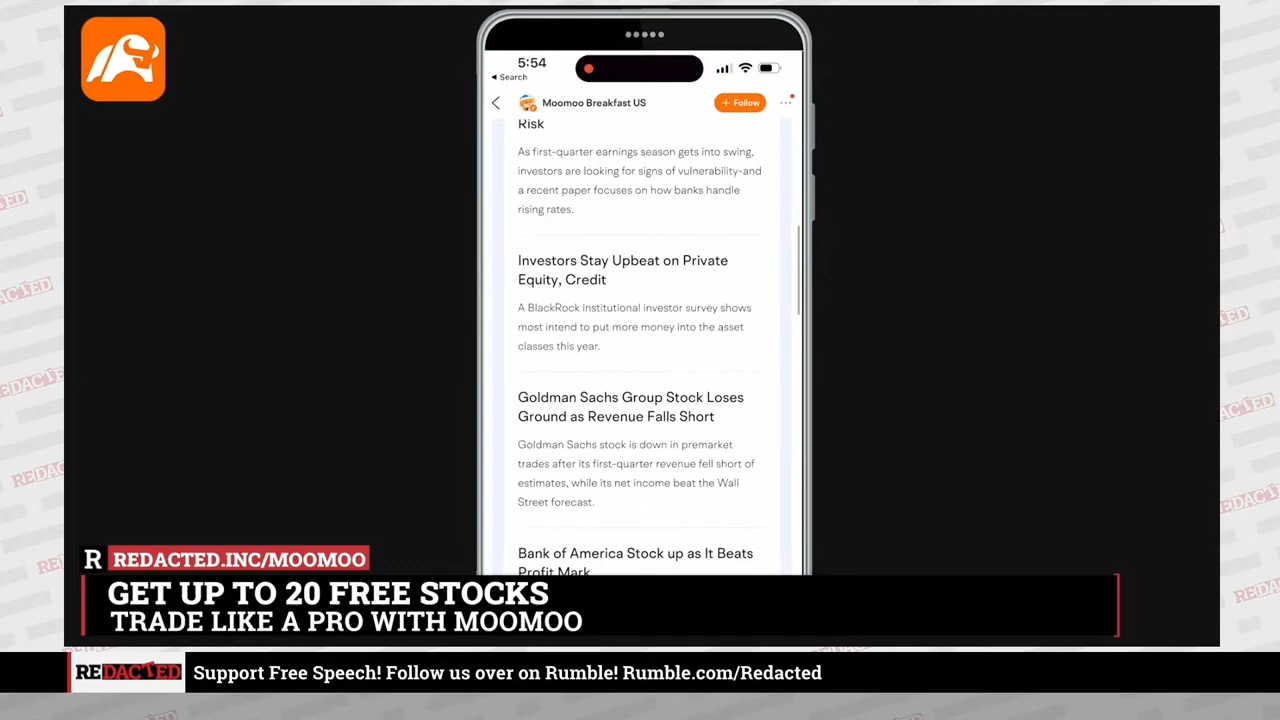 5:54
Search
Moomoo Breakfast US
+ Follow
Risk
As first-quarter earnings season gets into swing,
investors are looking for signs of vulnerability-and
a recent paper focuses on how banks handle
rising rates.
Investors Stay Upbeat on Private
Equity, Credit
A BlackRock institutional investor survey shows
most intend to put more money into the asset
classes this year.
Goldman Sachs Group Stock Loses
Ground as Revenue Falls Short
Goldman Sachs stock is down in premarket
trades after its first-quarter revenue fell short of
estimates, while its net income beat the Wall
Street forecast.
Bank of America Stock up as It Beats
Profit Mark
R REDACTED.INC/MOOMOO
GET UP TO 20 FREE STOCKS
TRADE LIKE A PRO WITH MOOMOO
REDACTED Support Free Speech! Follow us over on Rumble! Rumble.com/Redacted
REDACTED
REDACTED
REDACTED
REDACTED